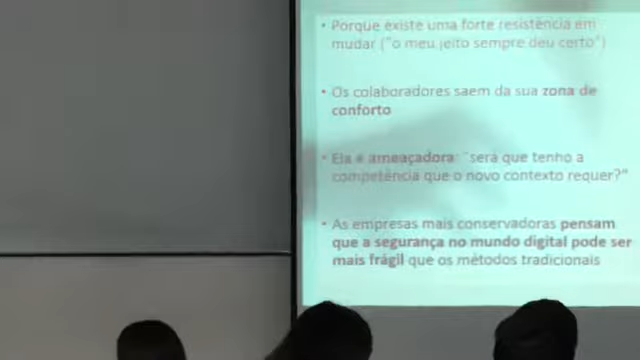 • Porque existe uma forte resistência em
mudar ("o meu jeito sempre deu certo")
• Os colaboradores saem da sua zona de
conforto
• Ela é ameaçadora: "será que tenho a
competência que o novo contexto requer?"
• As empresas mais conservadoras pensam
que a segurança no mundo digital pode ser
mais frágil que os métodos tradicionais